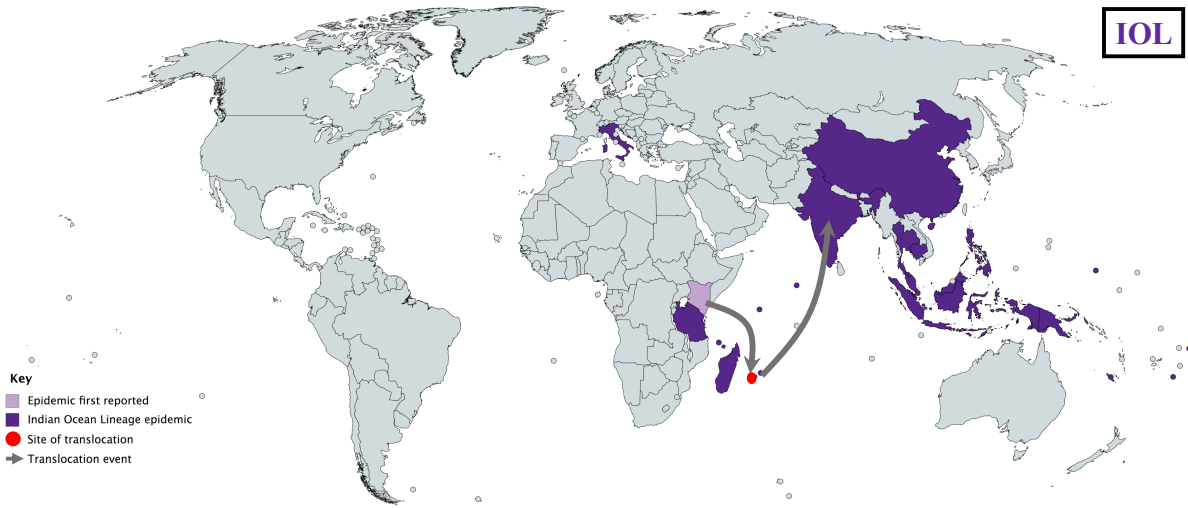 IOL
Key
Epidemic first reported
Indian Ocean Lineage epidemic
Site of translocation
Translocation event